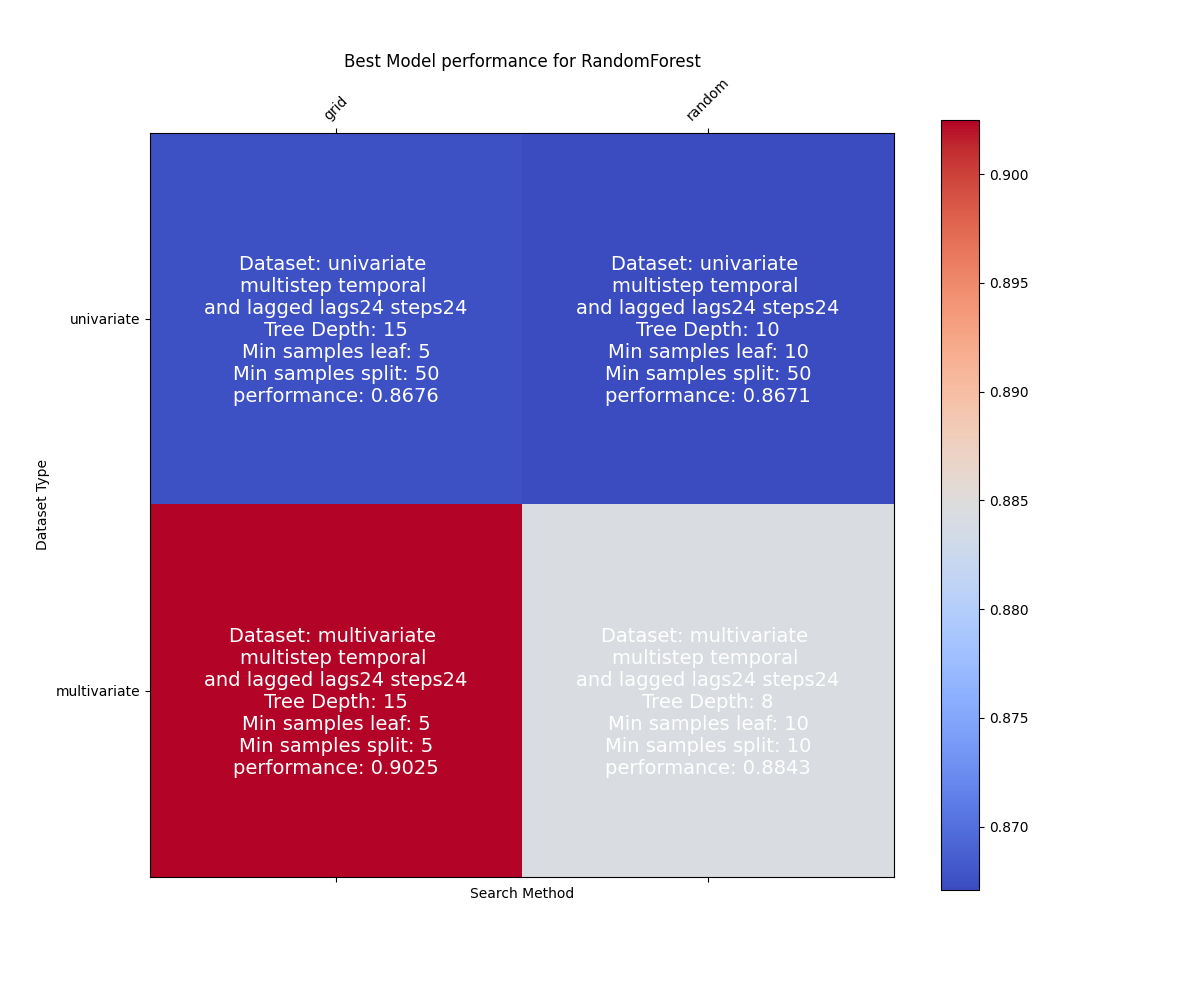 Best Model performance for RandomForest
grid
random
univariate
multivariate
Dataset Type
Dataset: univariate
multistep temporal
and lagged lags24 steps24
Tree Depth: 15
Min samples leaf: 5
Min samples split: 50
performance: 0.8676
Dataset: univariate
multistep temporal
and lagged lags24 steps24
Tree Depth: 10
Min samples leaf: 10
Min samples split: 50
performance: 0.8671
Dataset: multivariate
multistep temporal
and lagged lags24 steps24
Tree Depth: 15
Min samples leaf: 5
Min samples split: 5
performance: 0.9025
Dataset: multivariate
multistep temporal
and lagged lags24 steps24
Tree Depth: 8
Min samples leaf: 10
Min samples split: 10
performance: 0.8843
Search Method
0.900
0.895
0.890
0.885
0.880
0.875
0.870